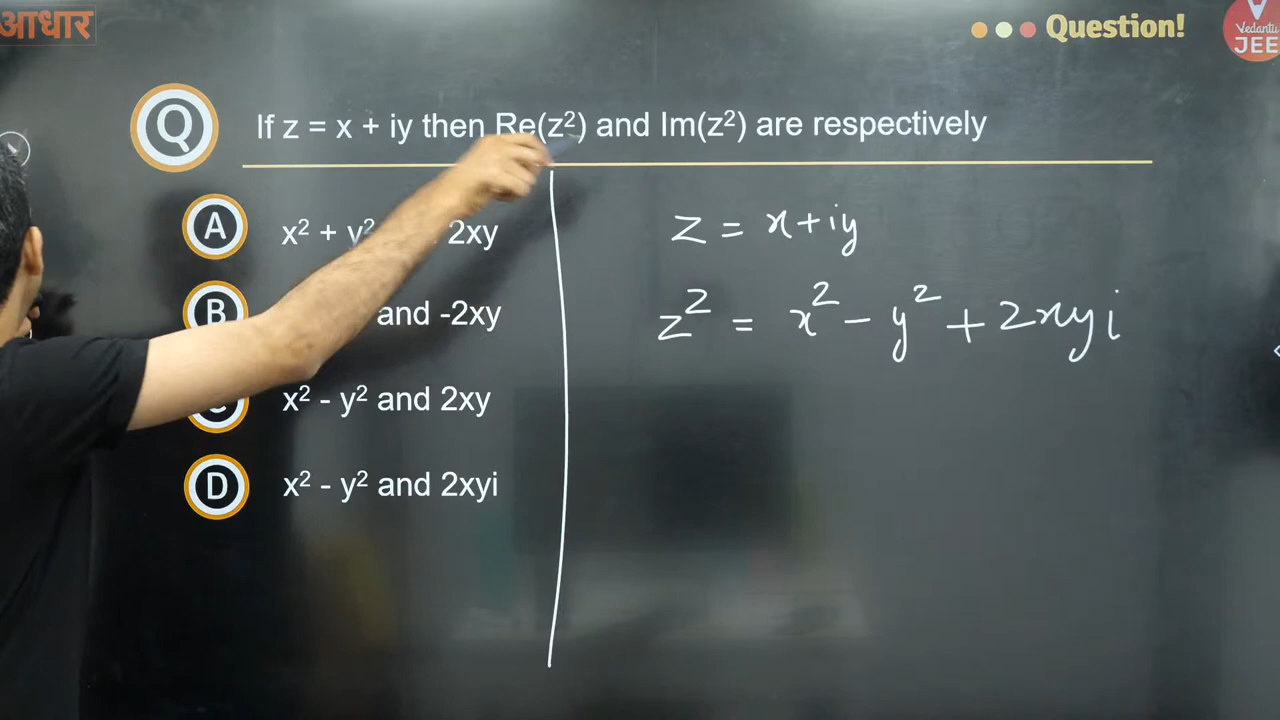 आधार
Question!
Vedantu
JEE
Q If z = x + iy then Re(z²) and Im(z²) are respectively
A x² + y² 2xy
B and -2xy
C x² - y² and 2xy
D x² - y² and 2xyi
z = x+iy
z² = x² - y² + 2xyi